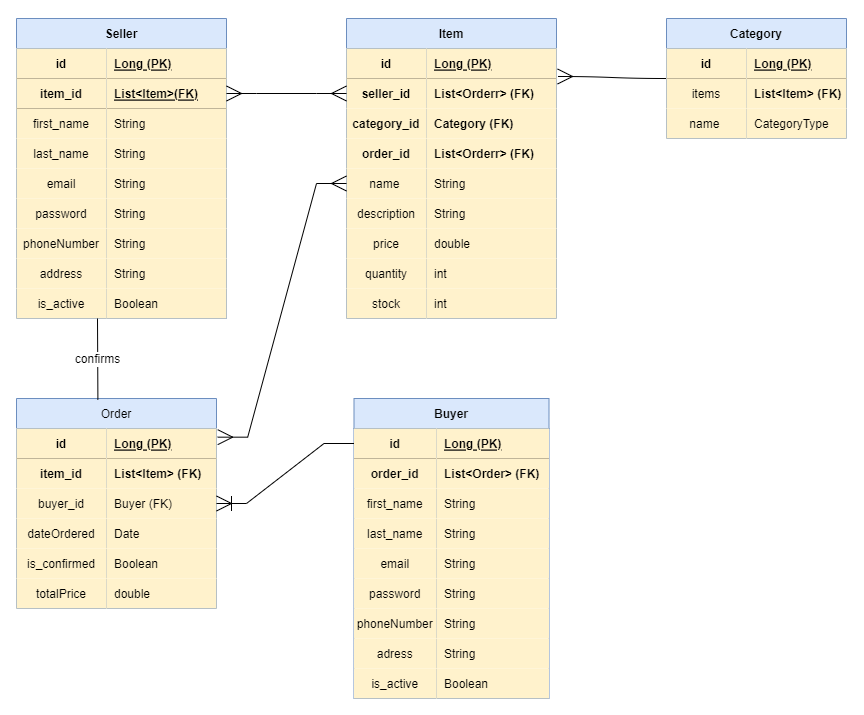 Seller
id Long (PK)
item_id List<Item>(FK)
first_name String
last_name String
email String
password String
phoneNumber String
address String
is_active Boolean
Item
id Long (PK)
seller_id List<Orderr> (FK)
category_id Category (FK)
order_id List<Orderr> (FK)
name String
description String
price double
quantity int
stock int
Category
id Long (PK)
items List<Item> (FK)
name CategoryType
confirms
Order
id Long (PK)
item_id List<Item> (FK)
buyer_id Buyer (FK)
dateOrdered Date
is_confirmed Boolean
totalPrice double
Buyer
id Long (PK)
order_id List<Order> (FK)
first_name String
last_name String
email String
password String
phoneNumber String
adress String
is_active Boolean